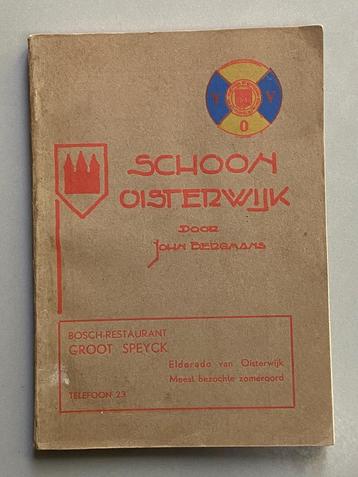 V V
O
SCHOON
OISTERWIJK
DOOR
JOHN BERGMANS
BOSCH-RESTAURANT
GROOT SPEYCK
Eldorado van Oisterwijk
Meest bezochte zomeroord
TELEFOON 23